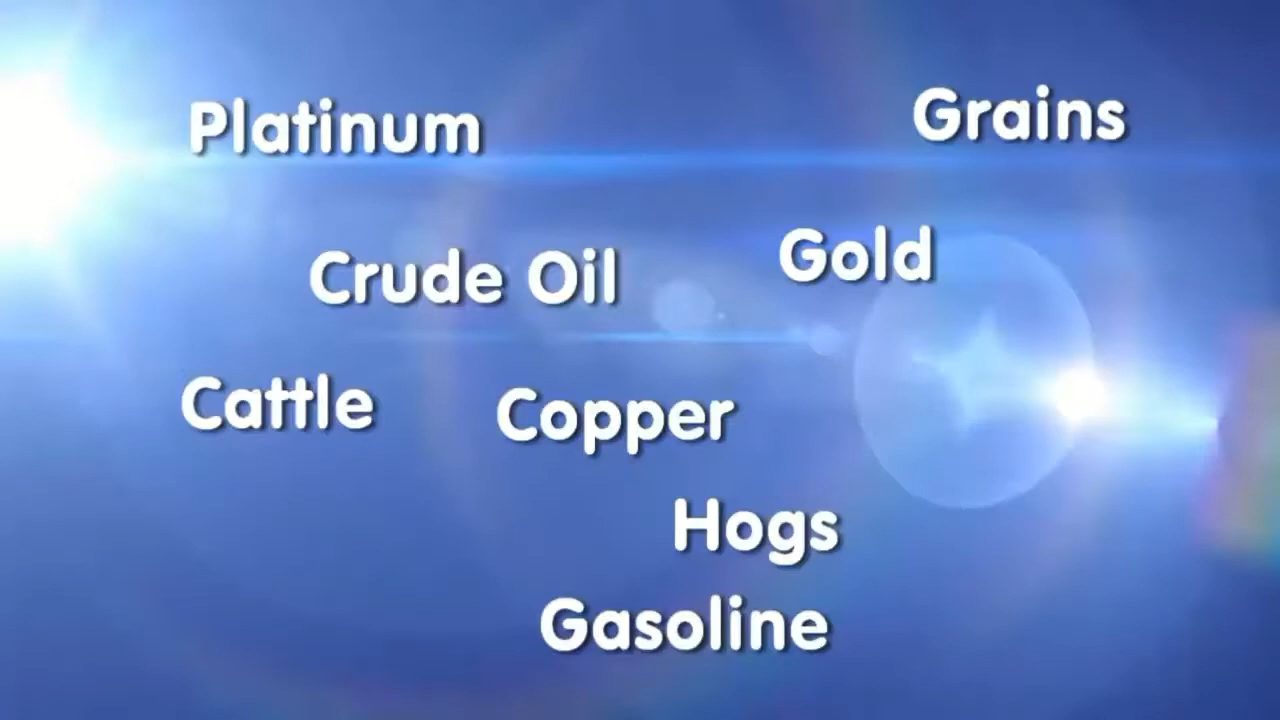 Platinum
Grains
Crude Oil
Gold
Cattle
Copper
Hogs
Gasoline